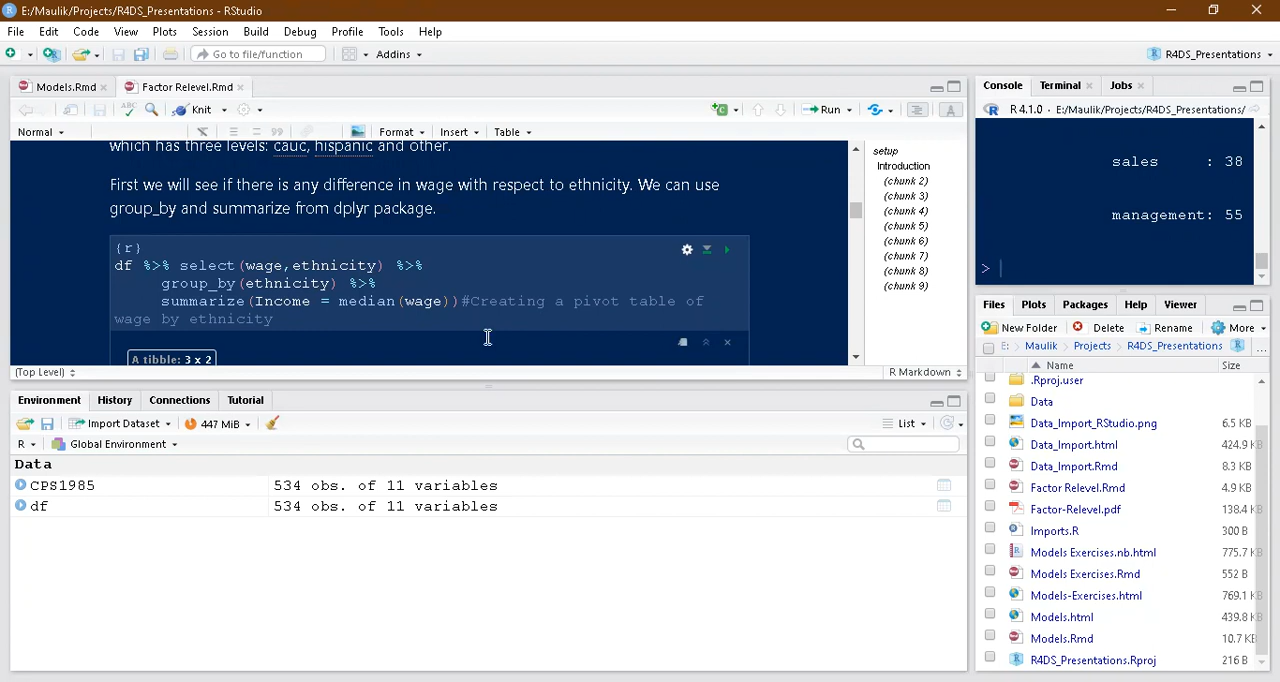 E:/Maulik/Projects/R4DS_Presentations - RStudio
File Edit Code View Plots Session Build Debug Profile Tools Help
Go to file/function Addins R4DS_Presentations
Models.Rmd Factor Relevel.Rmd
ABC Knit Run
Normal Format Insert Table
which has three levels: cauc, hispanic and other.
First we will see if there is any difference in wage with respect to ethnicity. We can use
group_by and summarize from dplyr package.
{r}
df %>% select(wage,ethnicity) %>%
group_by(ethnicity) %>%
summarize(Income = median(wage))#Creating a pivot table of
wage by ethnicity
A tibble: 3 x 2
setup
Introduction
(chunk 2)
(chunk 3)
(chunk 4)
(chunk 5)
(chunk 6)
(chunk 7)
(chunk 8)
(chunk 9)
(Top Level) R Markdown
Environment History Connections Tutorial
Import Dataset 447 MiB List
R Global Environment
Data
CPS1985 534 obs. of 11 variables
df 534 obs. of 11 variables
Console Terminal Jobs
R 4.1.0 · E:/Maulik/Projects/R4DS_Presentations/
sales : 38
management: 55
>
Files Plots Packages Help Viewer
New Folder Delete Rename More
E: Maulik Projects R4DS_Presentations ...
Name Size
.Rproj.user
Data
Data_Import_RStudio.png 6.5 KB
Data_Import.html 424.9 KB
Data_Import.Rmd 8.3 KB
Factor Relevel.Rmd 4.9 KB
Factor-Relevel.pdf 138.4 KB
Imports.R 300 B
Models Exercises.nb.html 775.7 KB
Models Exercises.Rmd 552 B
Models-Exercises.html 769.1 KB
Models.html 439.8 KB
Models.Rmd 10.7 KB
R4DS_Presentations.Rproj 216 B